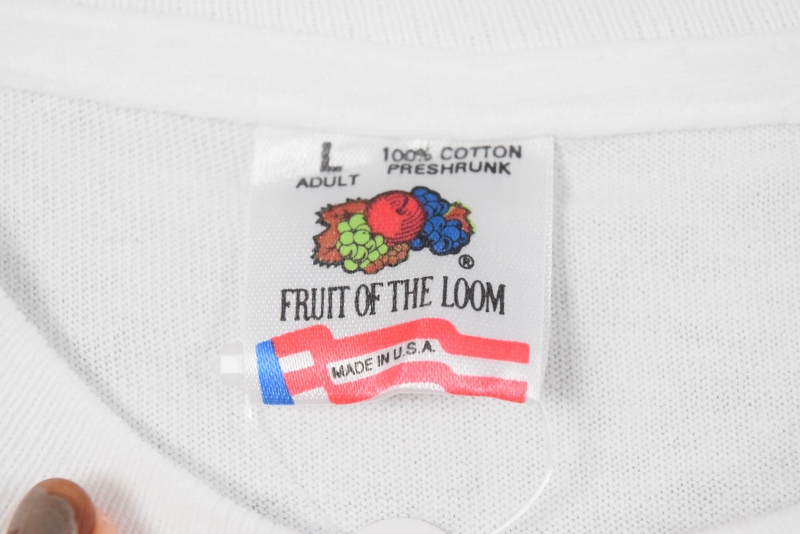 L 100% COTTON
ADULT PRESHRUNK
®
FRUIT OF THE LOOM
MADE IN U.S.A.